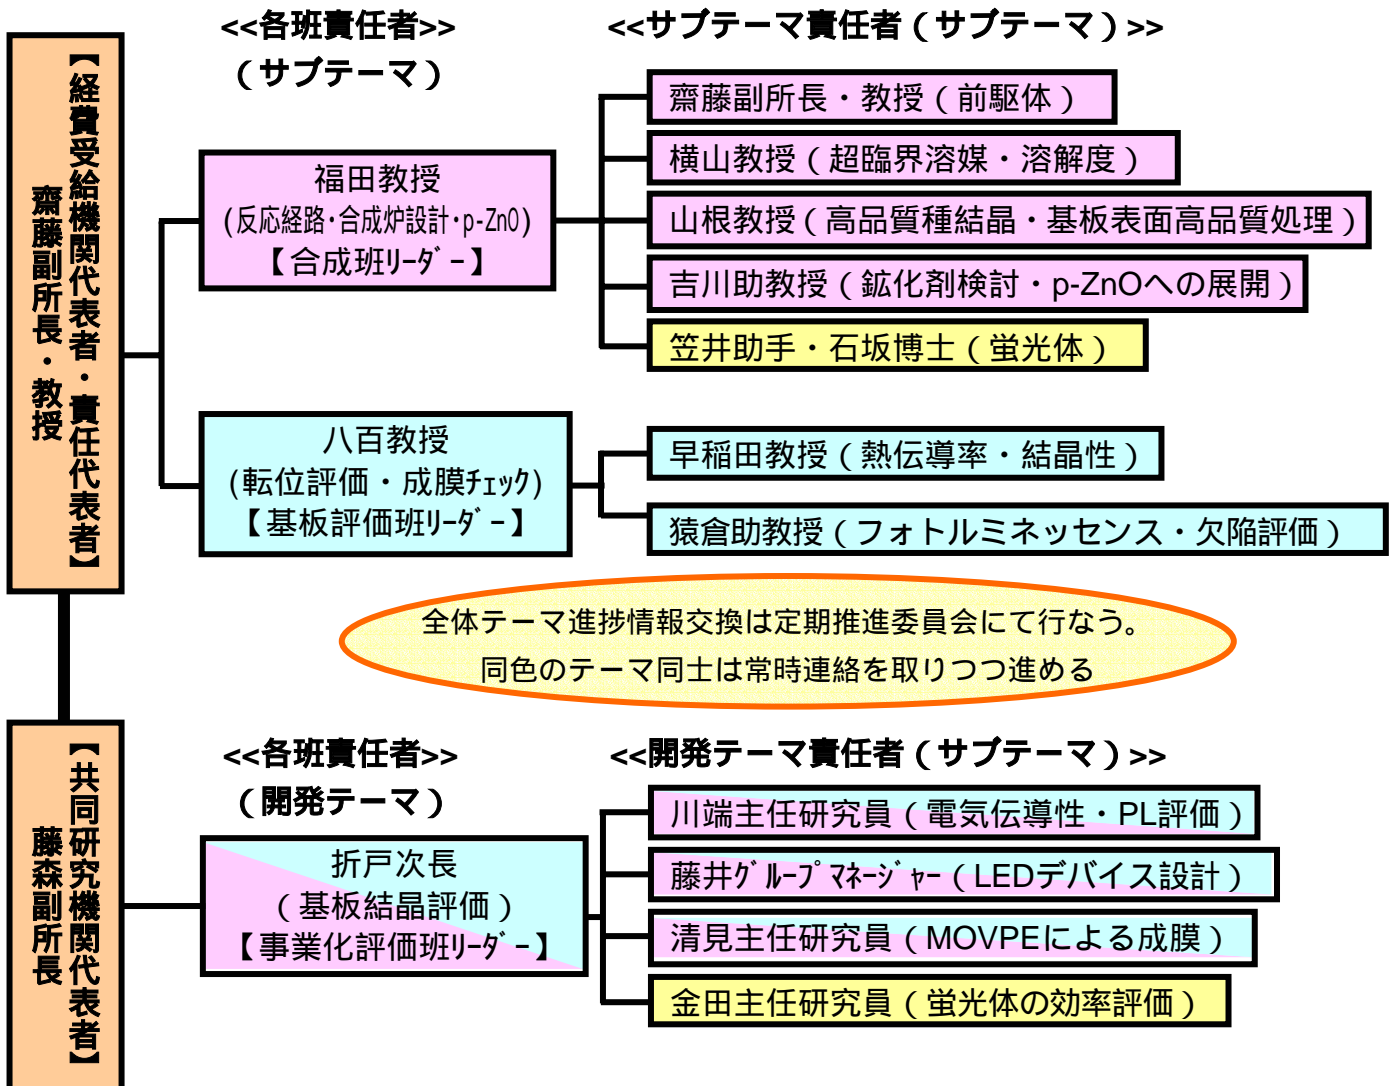 <<各班責任者>>
（サブテーマ）
<<サブテーマ責任者（サブテーマ）>>
【経費受給機関代表者・責任代表者】
齋藤副所長・教授
福田教授
(反応経路・合成炉設計・p-ZnO)
【合成班ﾘｰﾀﾞｰ】
齋藤副所長・教授（前駆体）
横山教授（超臨界溶媒・溶解度）
山根教授（高品質種結晶・基板表面高品質処理）
吉川助教授（鉱化剤検討・p-ZnOへの展開）
笠井助手・石坂博士（蛍光体）
八百教授
(転位評価・成膜ﾁｪｯｸ)
【基板評価班ﾘｰﾀﾞｰ】
早稲田教授（熱伝導率・結晶性）
猿倉助教授（フォトルミネッセンス・欠陥評価）
全体テーマ進捗情報交換は定期推進委員会にて行なう。
同色のテーマ同士は常時連絡を取りつつ進める
【共同研究機関代表者】
藤森副所長
<<各班責任者>>
（開発テーマ）
<<開発テーマ責任者（サブテーマ）>>
折戸次長
（基板結晶評価）
【事業化評価班ﾘｰﾀﾞｰ】
川端主任研究員（電気伝導性・PL評価）
藤井ｸﾞﾙｰﾌﾟﾏﾈｰｼﾞｬｰ（LEDデバイス設計）
清見主任研究員（MOVPEによる成膜）
金田主任研究員（蛍光体の効率評価）